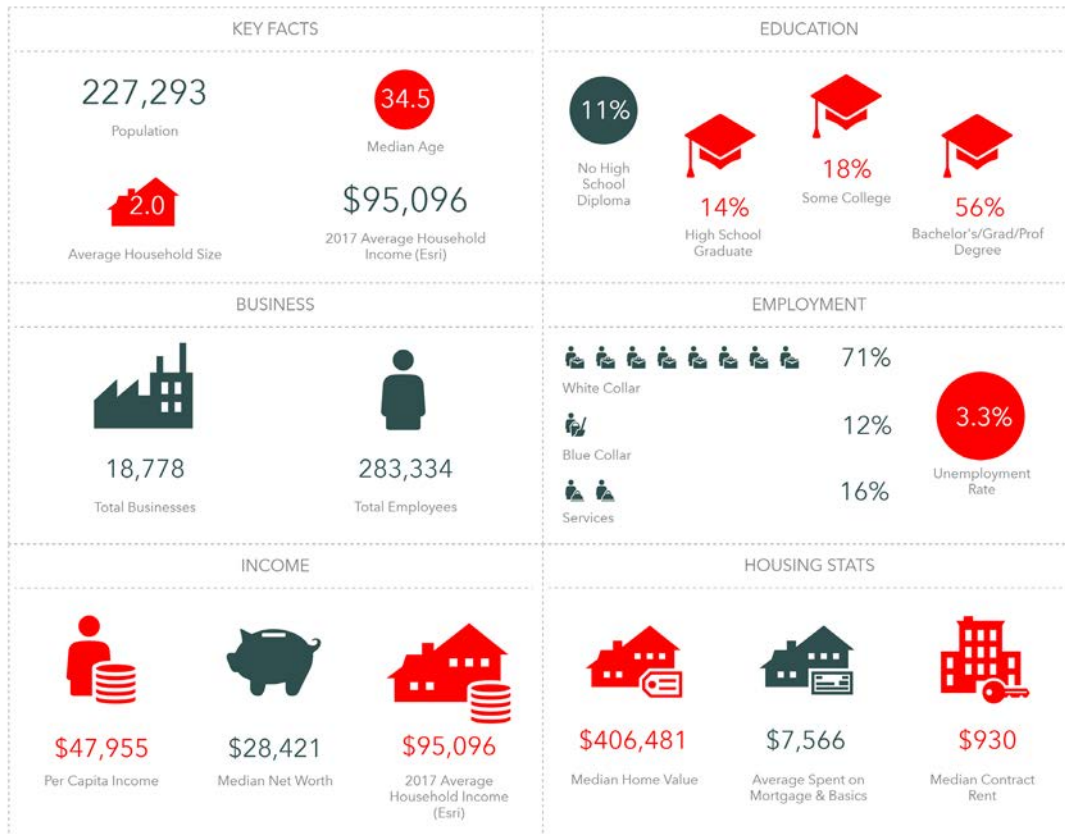 KEY FACTS
227,293
Population
34.5
Median Age
2.0
Average Household Size
$95,096
2017 Average Household
Income (Esri)
EDUCATION
11%
No High
School
Diploma
14%
High School
Graduate
18%
Some College
56%
Bachelor's/Grad/Prof
Degree
BUSINESS
18,778
Total Businesses
283,334
Total Employees
EMPLOYMENT
71%
White Collar
12%
Blue Collar
16%
Services
3.3%
Unemployment
Rate
INCOME
$47,955
Per Capita Income
$28,421
Median Net Worth
$95,096
2017 Average
Household Income
(Esri)
HOUSING STATS
$406,481
Median Home Value
$7,566
Average Spent on
Mortgage & Basics
$930
Median Contract
Rent